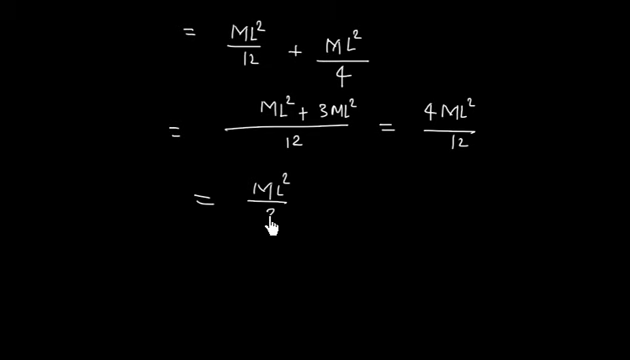 = ML²/12 + ML²/4
= ML² + 3ML²/12 = 4ML²/12
= ML²/